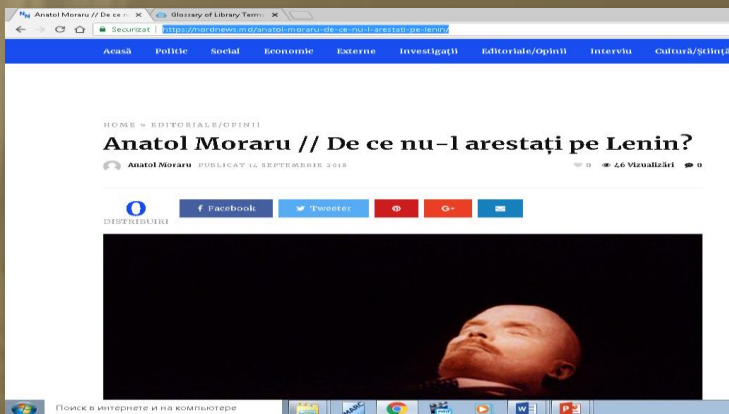 Anatol Moraru // De ce n
Glossary of Library Term
Securizat | https://nordnews.md/anatol-moraru-de-ce-nu-l-arestati-pe-lenin/
Acasă Politic Social Economie Externe Investigații Editoriale/Opinii Interviu Cultură/Știință
HOME » EDITORIALE/OPINII
Anatol Moraru // De ce nu-l arestați pe Lenin?
Anatol Moraru PUBLICAT 14 SEPTEMBRIE 2018 0 46 Vizualizări 0
0
DISTRIBUIRI
Facebook Tweeter G+
Поиск в интернете и на компьютере